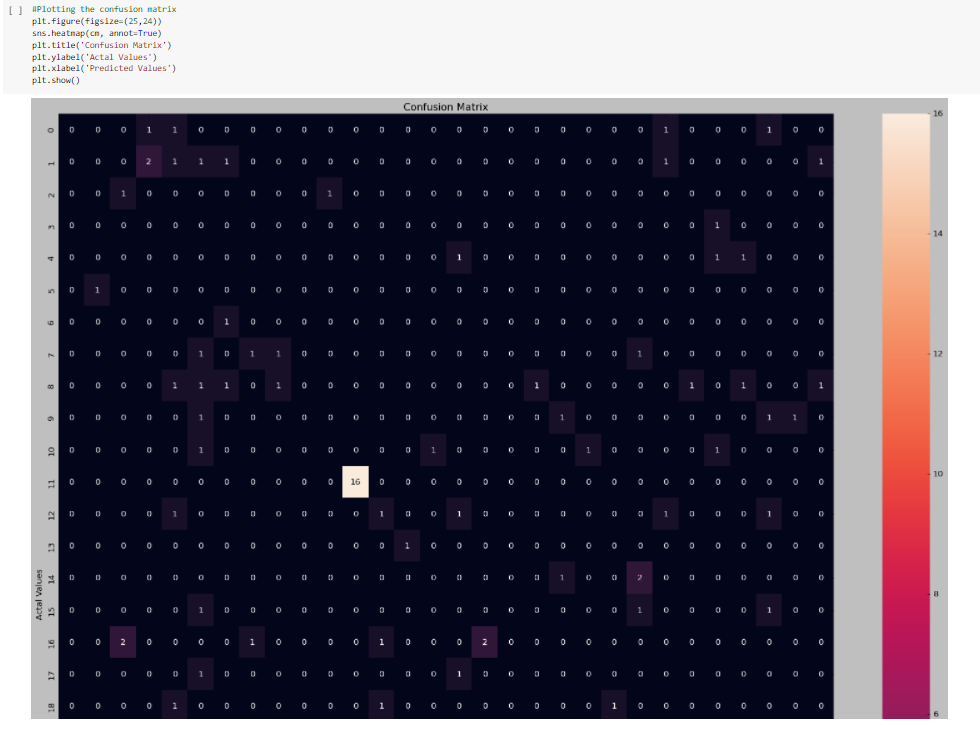 [ ]
#Plotting the confusion matrix
plt.figure(figsize=(25,24))
sns.heatmap(cm, annot=True)
plt.title('Confusion Matrix')
plt.ylabel('Actal Values')
plt.xlabel('Predicted Values')
plt.show()
Confusion Matrix
0 0 0 0 1 1 0 0 0 0 0 0 0 0 0 0 0 0 0 0 0 0 0 0 1 0 0 0 1 0 0
1 0 0 0 2 1 1 1 0 0 0 0 0 0 0 0 0 0 0 0 0 0 0 0 1 0 0 0 0 0 1
2 0 0 1 0 0 0 0 0 0 0 1 0 0 0 0 0 0 0 0 0 0 0 0 0 0 0 0 0 0 0
3 0 0 0 0 0 0 0 0 0 0 0 0 0 0 0 0 0 0 0 0 0 0 0 0 0 1 0 0 0 0
4 0 0 0 0 0 0 0 0 0 0 0 0 0 0 0 1 0 0 0 0 0 0 0 0 0 1 1 0 0 0
5 0 1 0 0 0 0 0 0 0 0 0 0 0 0 0 0 0 0 0 0 0 0 0 0 0 0 0 0 0 0
6 0 0 0 0 0 0 1 0 0 0 0 0 0 0 0 0 0 0 0 0 0 0 0 0 0 0 0 0 0 0
7 0 0 0 0 0 1 0 1 1 0 0 0 0 0 0 0 0 0 0 0 0 0 1 0 0 0 0 0 0 0
8 0 0 0 0 1 1 1 0 1 0 0 0 0 0 0 0 0 0 1 0 0 0 0 0 1 0 1 0 0 1
9 0 0 0 0 0 1 0 0 0 0 0 0 0 0 0 0 0 0 0 1 0 0 0 0 0 0 0 1 1 0
10 0 0 0 0 0 1 0 0 0 0 0 0 0 0 1 0 0 0 0 0 1 0 0 0 0 1 0 0 0 0
11 0 0 0 0 0 0 0 0 0 0 0 16 0 0 0 0 0 0 0 0 0 0 0 0 0 0 0 0 0 0
12 0 0 0 0 1 0 0 0 0 0 0 0 1 0 0 1 0 0 0 0 0 0 0 1 0 0 0 1 0 0
13 0 0 0 0 0 0 0 0 0 0 0 0 0 1 0 0 0 0 0 0 0 0 0 0 0 0 0 0 0 0
14 0 0 0 0 0 0 0 0 0 0 0 0 0 0 0 0 0 0 0 1 0 0 2 0 0 0 0 0 0 0
15 0 0 0 0 0 1 0 0 0 0 0 0 0 0 0 0 0 0 0 0 0 0 1 0 0 0 0 1 0 0
16 0 0 2 0 0 0 0 1 0 0 0 0 1 0 0 0 2 0 0 0 0 0 0 0 0 0 0 0 0 0
17 0 0 0 0 0 1 0 0 0 0 0 0 0 0 0 1 0 0 0 0 0 0 0 0 0 0 0 0 0 0
18 0 0 0 0 1 0 0 0 0 0 0 0 1 0 0 0 0 0 0 0 0 1 0 0 0 0 0 0 0 0
Actal Values
16
14
12
10
8
6